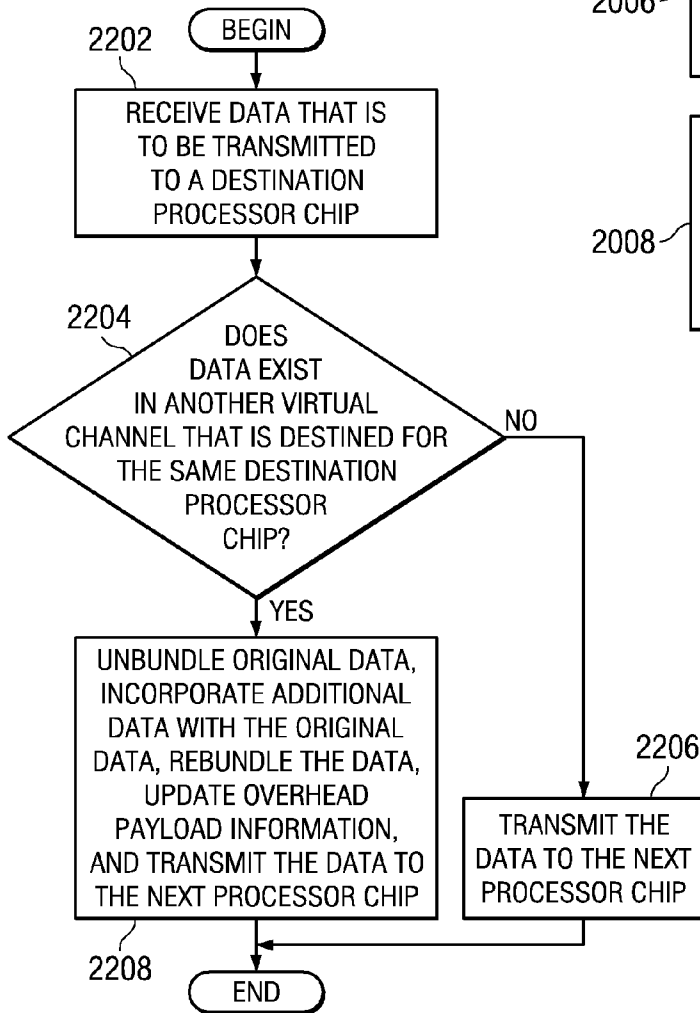 BEGIN
2202
RECEIVE DATA THAT IS
TO BE TRANSMITTED
TO A DESTINATION
PROCESSOR CHIP
2204
DOES
DATA EXIST
IN ANOTHER VIRTUAL
CHANNEL THAT IS DESTINED FOR
THE SAME DESTINATION
PROCESSOR
CHIP?
NO
YES
UNBUNDLE ORIGINAL DATA,
INCORPORATE ADDITIONAL
DATA WITH THE ORIGINAL
DATA, REBUNDLE THE DATA,
UPDATE OVERHEAD
PAYLOAD INFORMATION,
AND TRANSMIT THE DATA TO
THE NEXT PROCESSOR CHIP
2208
2206
TRANSMIT THE
DATA TO THE NEXT
PROCESSOR CHIP
END
2006
2008